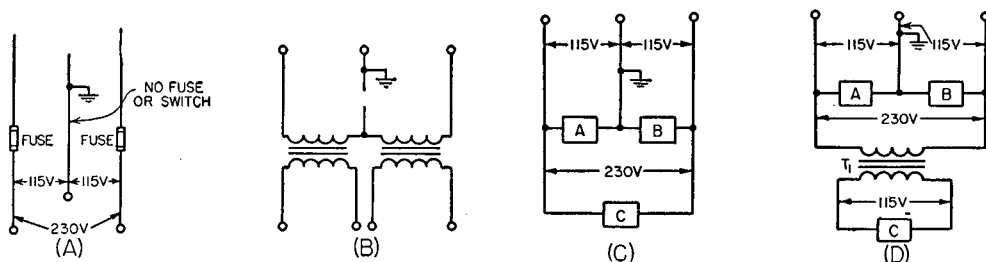 NO FUSE
OR SWITCH
FUSE
FUSE
115V
115V
230V
(A)
(B)
115V
115V
A
B
230V
C
(C)
115V
115V
A
B
230V
T1
115V
C
(D)